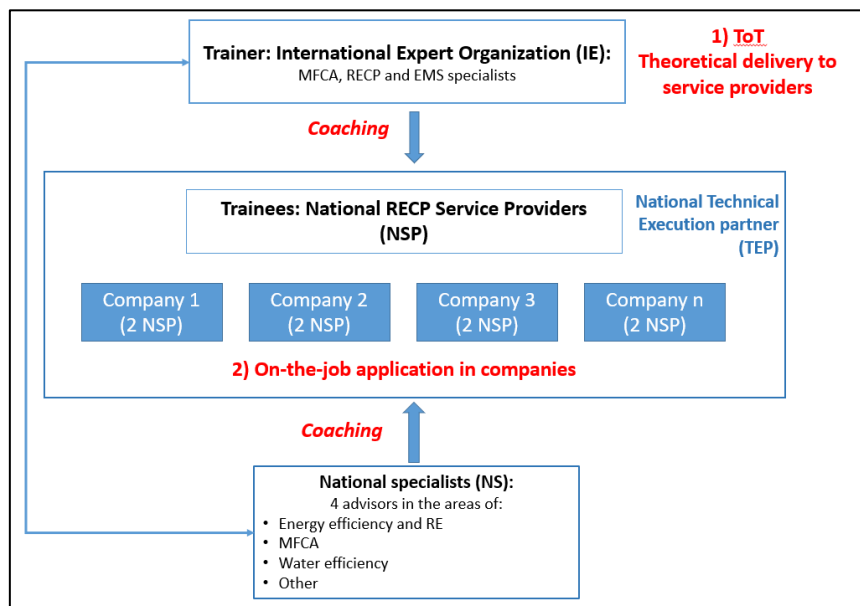 Trainer: International Expert Organization (IE):
MFCA, RECP and EMS specialists
1) ToT
Theoretical delivery to
service providers
Coaching
Trainees: National RECP Service Providers
(NSP)
National Technical
Execution partner
(TEP)
Company 1
(2 NSP)
Company 2
(2 NSP)
Company 3
(2 NSP)
Company n
(2 NSP)
2) On-the-job application in companies
Coaching
National specialists (NS):
4 advisors in the areas of:
• Energy efficiency and RE
• MFCA
• Water efficiency
• Other